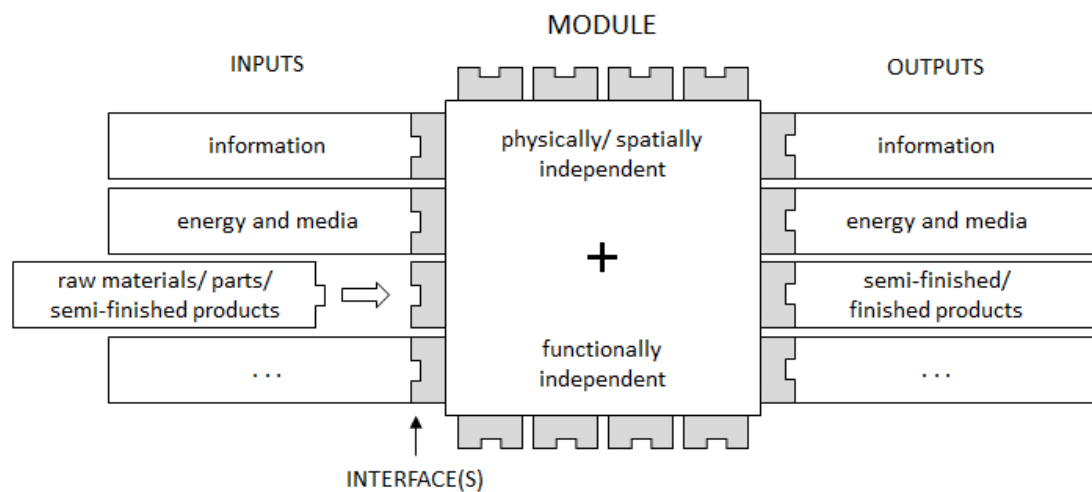 MODULE
INPUTS
OUTPUTS
information
physically/ spatially
independent
information
energy and media
energy and media
+
raw materials/ parts/
semi-finished products
semi-finished/
finished products
. . .
functionally
independent
. . .
INTERFACE(S)